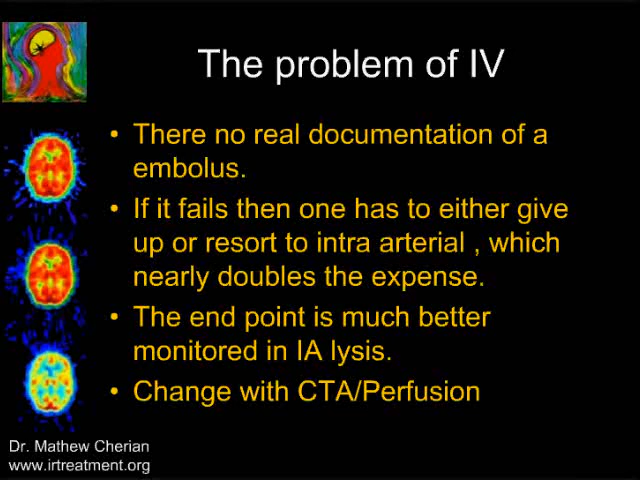 The problem of IV
• There no real documentation of a
embolus.
• If it fails then one has to either give
up or resort to intra arterial , which
nearly doubles the expense.
• The end point is much better
monitored in IA lysis.
• Change with CTA/Perfusion
Dr. Mathew Cherian
www.irtreatment.org